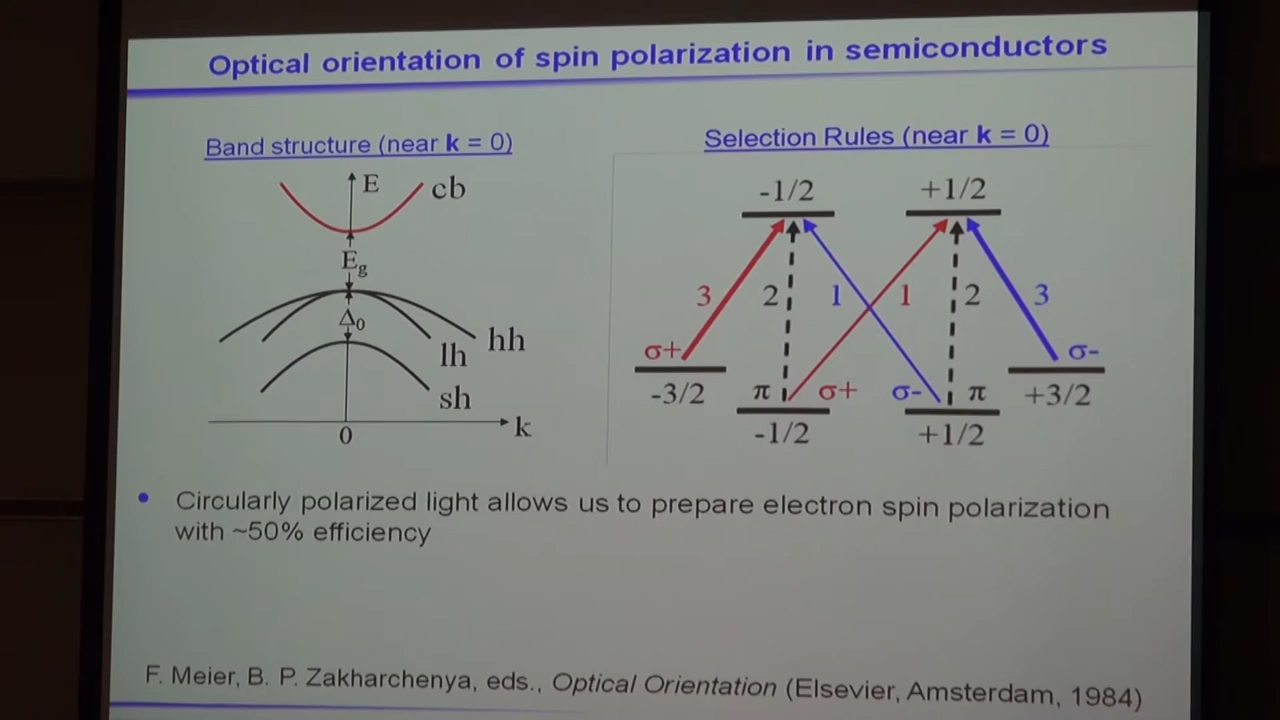 Optical orientation of spin polarization in semiconductors
Band structure (near k = 0)
Selection Rules (near k = 0)
E
cb
Eg
Δ0
hh
lh
sh
k
0
-1/2
+1/2
3
2
1
1
2
3
σ+
σ-
-3/2
π
σ+
σ-
π
+3/2
-1/2
+1/2
• Circularly polarized light allows us to prepare electron spin polarization
with ~50% efficiency
F. Meier, B. P. Zakharchenya, eds., Optical Orientation (Elsevier, Amsterdam, 1984)